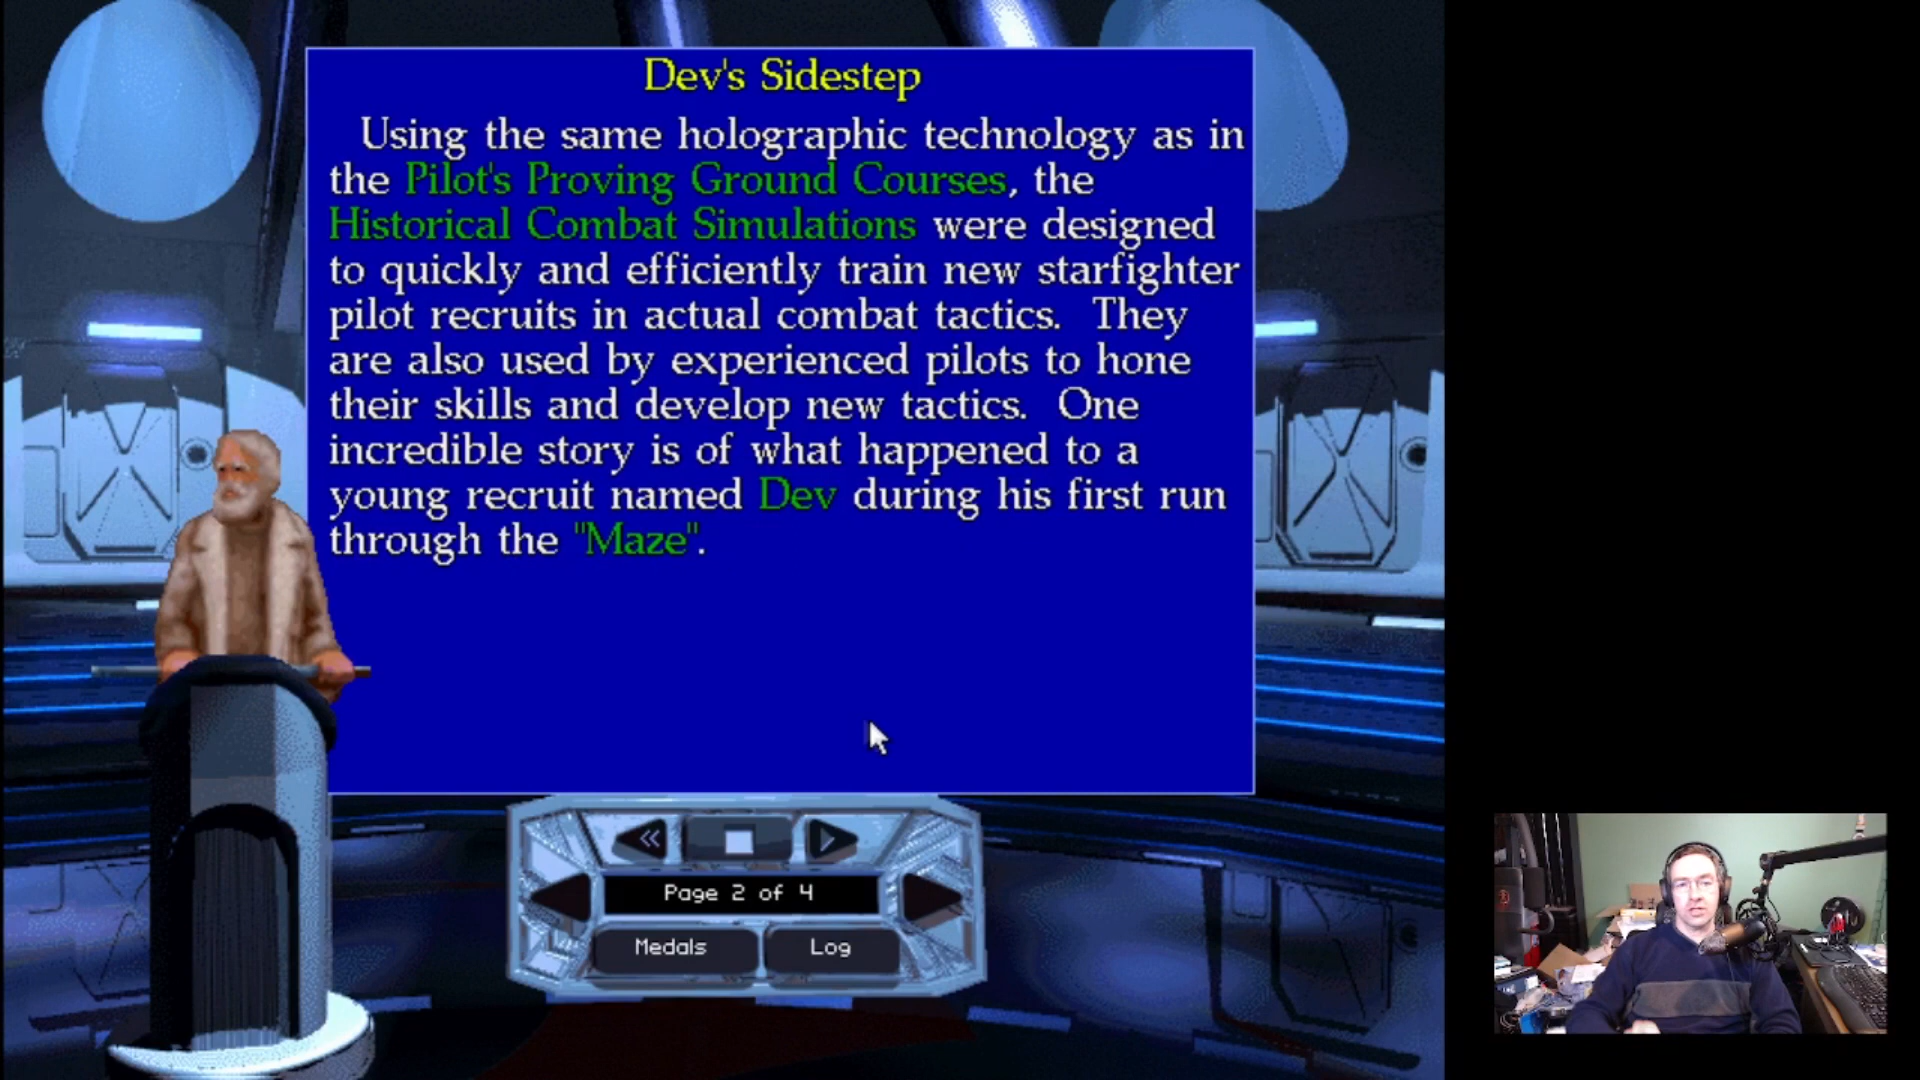 Dev's Sidestep
Using the same holographic technology as in
the Pilot's Proving Ground Courses, the
Historical Combat Simulations were designed
to quickly and efficiently train new starfighter
pilot recruits in actual combat tactics. They
are also used by experienced pilots to hone
their skills and develop new tactics. One
incredible story is of what happened to a
young recruit named Dev during his first run
through the "Maze".
Page 2 of 4
Medals
Log